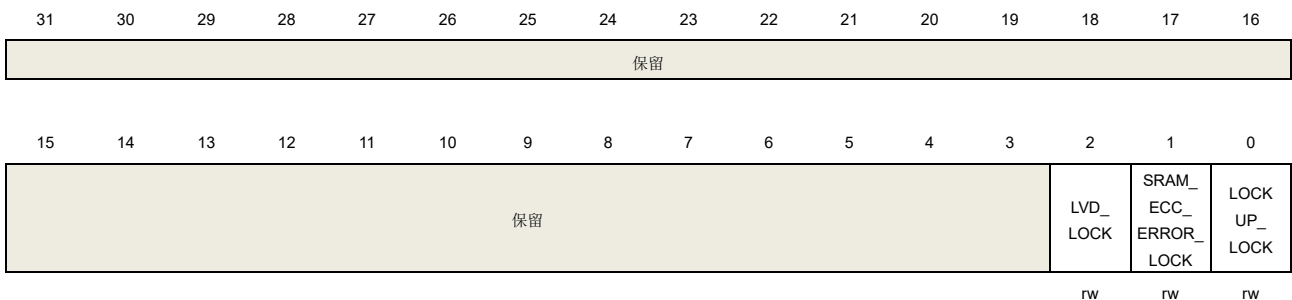 31 30 29 28 27 26 25 24 23 22 21 20 19 18 17 16
保留
15 14 13 12 11 10 9 8 7 6 5 4 3 2 1 0
保留
LVD_
LOCK
SRAM_
ECC_
ERROR_
LOCK
LOCK
UP_
LOCK
rw rw rw